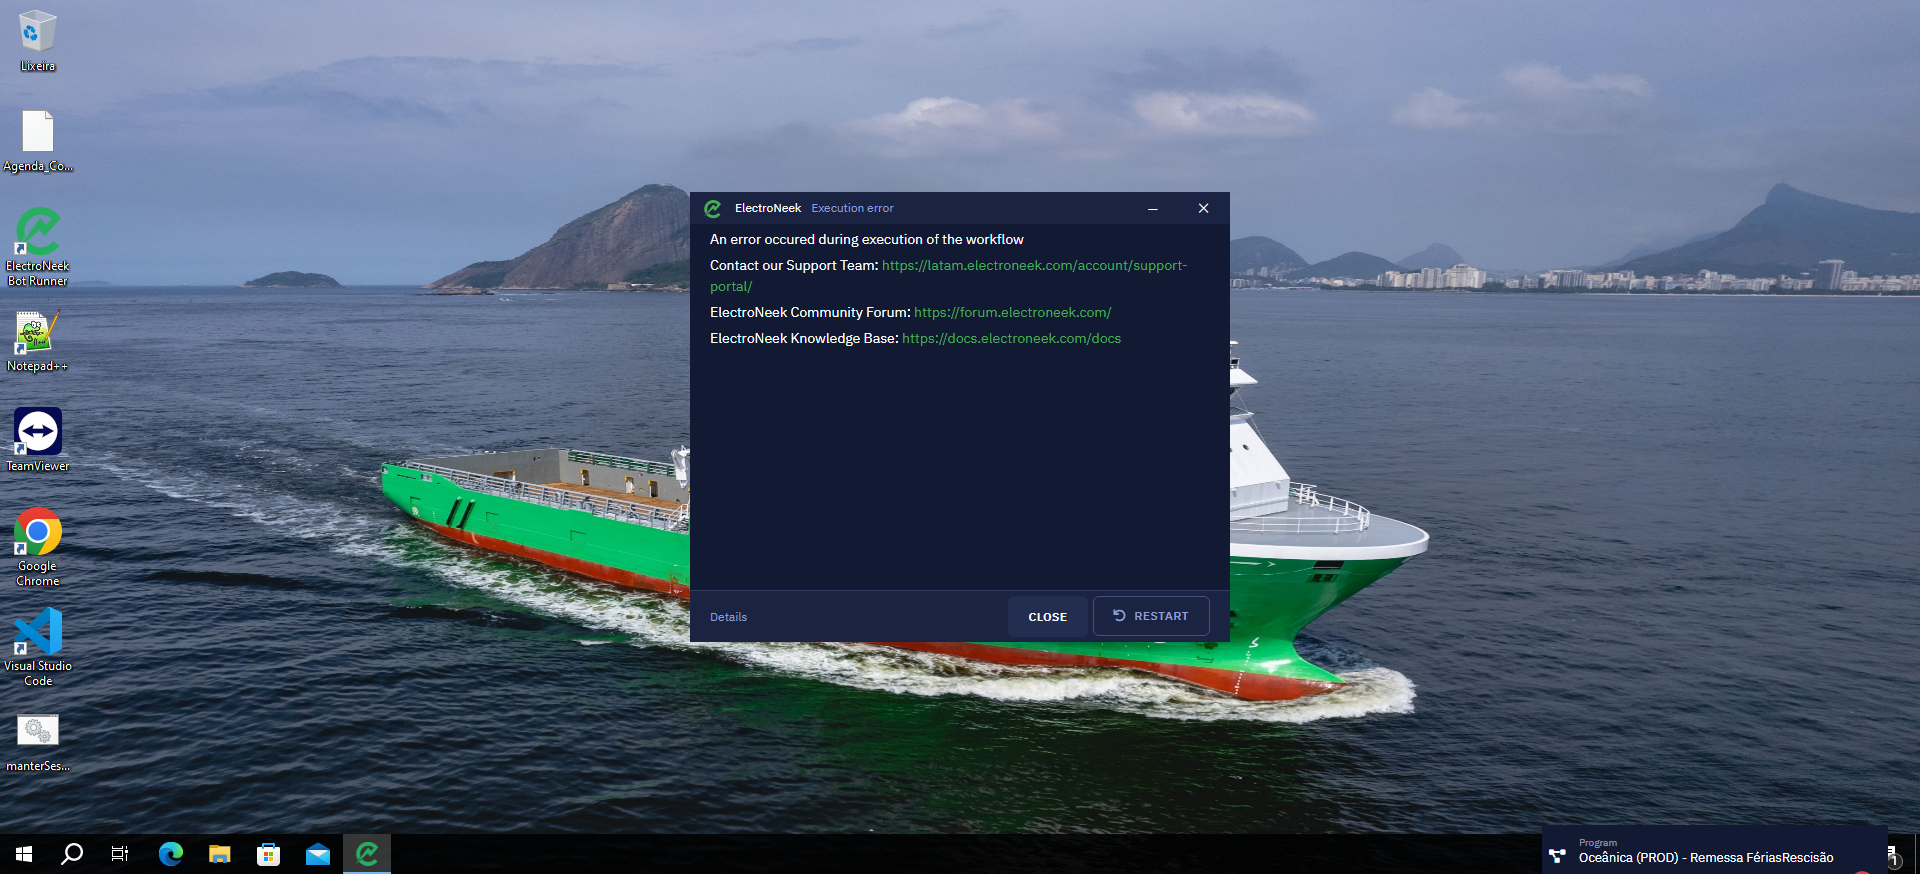 Lixeira
Agenda_Co...
ElectroNeek
Bot Runner
Notepad++
TeamViewer
Google
Chrome
Visual Studio
Code
manterSes...
ElectroNeek Execution error
An error occured during execution of the workflow
Contact our Support Team: https://latam.electroneek.com/account/support-
portal/
ElectroNeek Community Forum: https://forum.electroneek.com/
ElectroNeek Knowledge Base: https://docs.electroneek.com/docs
Details
CLOSE
RESTART
Program
Oceânica (PROD) - Remessa FériasRescisão
1